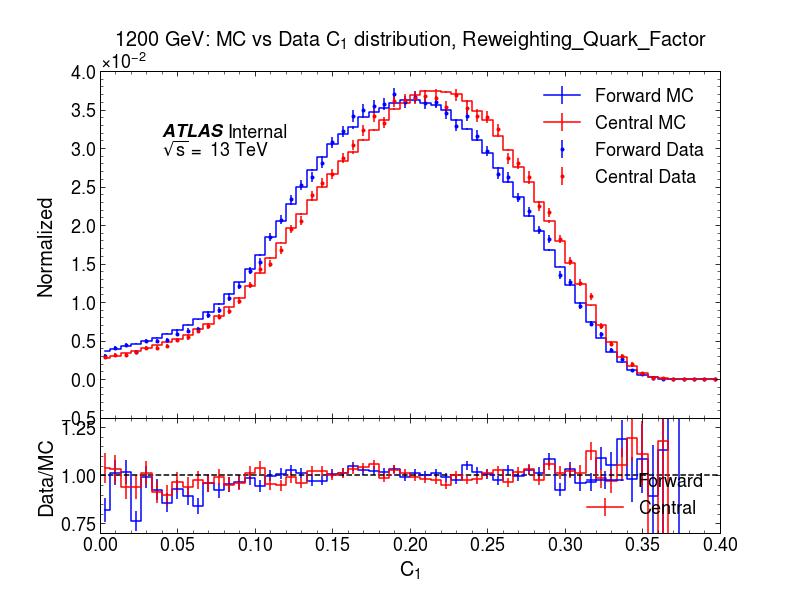 1200 GeV: MC vs Data C₁ distribution, Reweighting_Quark_Factor
×10⁻²
4.0
3.5
3.0
2.5
2.0
1.5
1.0
0.5
0.0
−0.5
Normalized
ATLAS Internal
√s = 13 TeV
Forward MC
Central MC
Forward Data
Central Data
1.25
1.00
0.75
Data/MC
Forward
Central
0.00 0.05 0.10 0.15 0.20 0.25 0.30 0.35 0.40
C₁